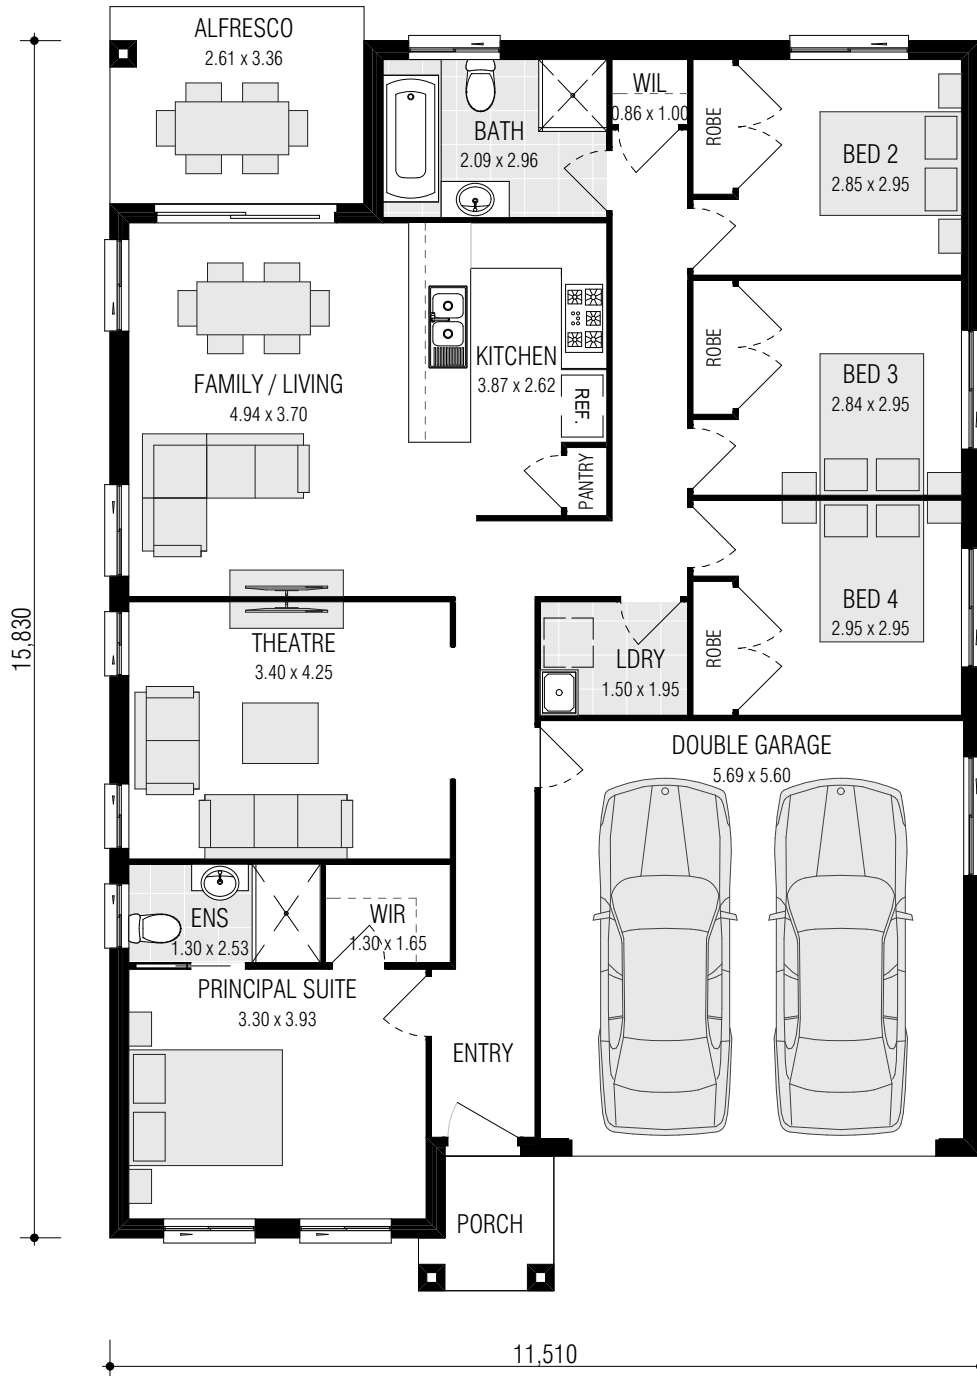 ALFRESCO
2.61 x 3.36
BATH
2.09 x 2.96
WIL
0.86 x 1.00
ROBE
BED 2
2.85 x 2.95
FAMILY / LIVING
4.94 x 3.70
KITCHEN
3.87 x 2.62
REF.
PANTRY
ROBE
BED 3
2.84 x 2.95
BED 4
2.95 x 2.95
ROBE
15,830
THEATRE
3.40 x 4.25
LDRY
1.50 x 1.95
DOUBLE GARAGE
5.69 x 5.60
ENS
1.30 x 2.53
WIR
1.30 x 1.65
PRINCIPAL SUITE
3.30 x 3.93
ENTRY
PORCH
11,510